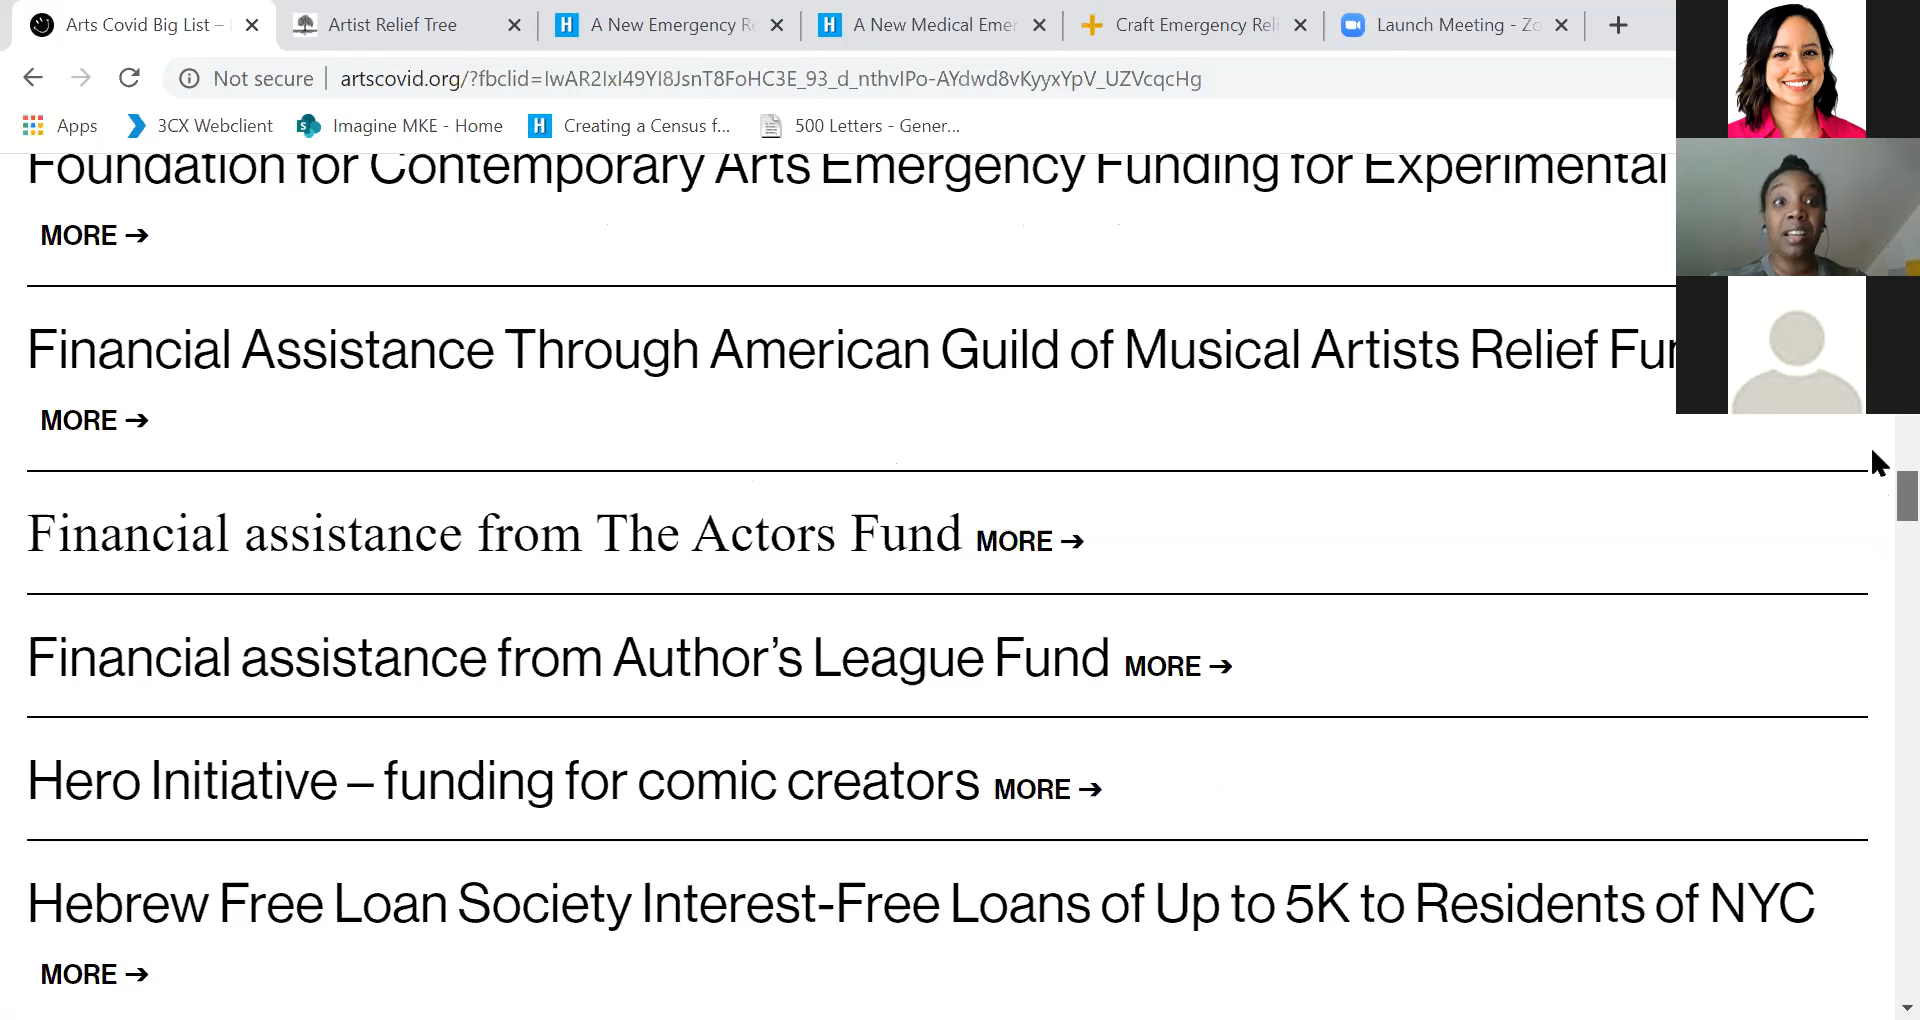 Arts Covid Big List –
Artist Relief Tree
A New Emergency R
A New Medical Emer
Craft Emergency Reli
Launch Meeting - Zo
Not secure
artscovid.org/?fbclid=
Apps
3CX Webclient
Imagine MKE - Home
Creating a Census f...
500 Letters - Gener...
Foundation for Contemporary Arts Emergency Funding for Experimental
MORE →
Financial Assistance Through American Guild of Musical Artists Relief Fun
MORE →
Financial assistance from The Actors Fund MORE →
Financial assistance from Author’s League Fund MORE →
Hero Initiative – funding for comic creators MORE →
Hebrew Free Loan Society Interest-Free Loans of Up to 5K to Residents of NYC
MORE →